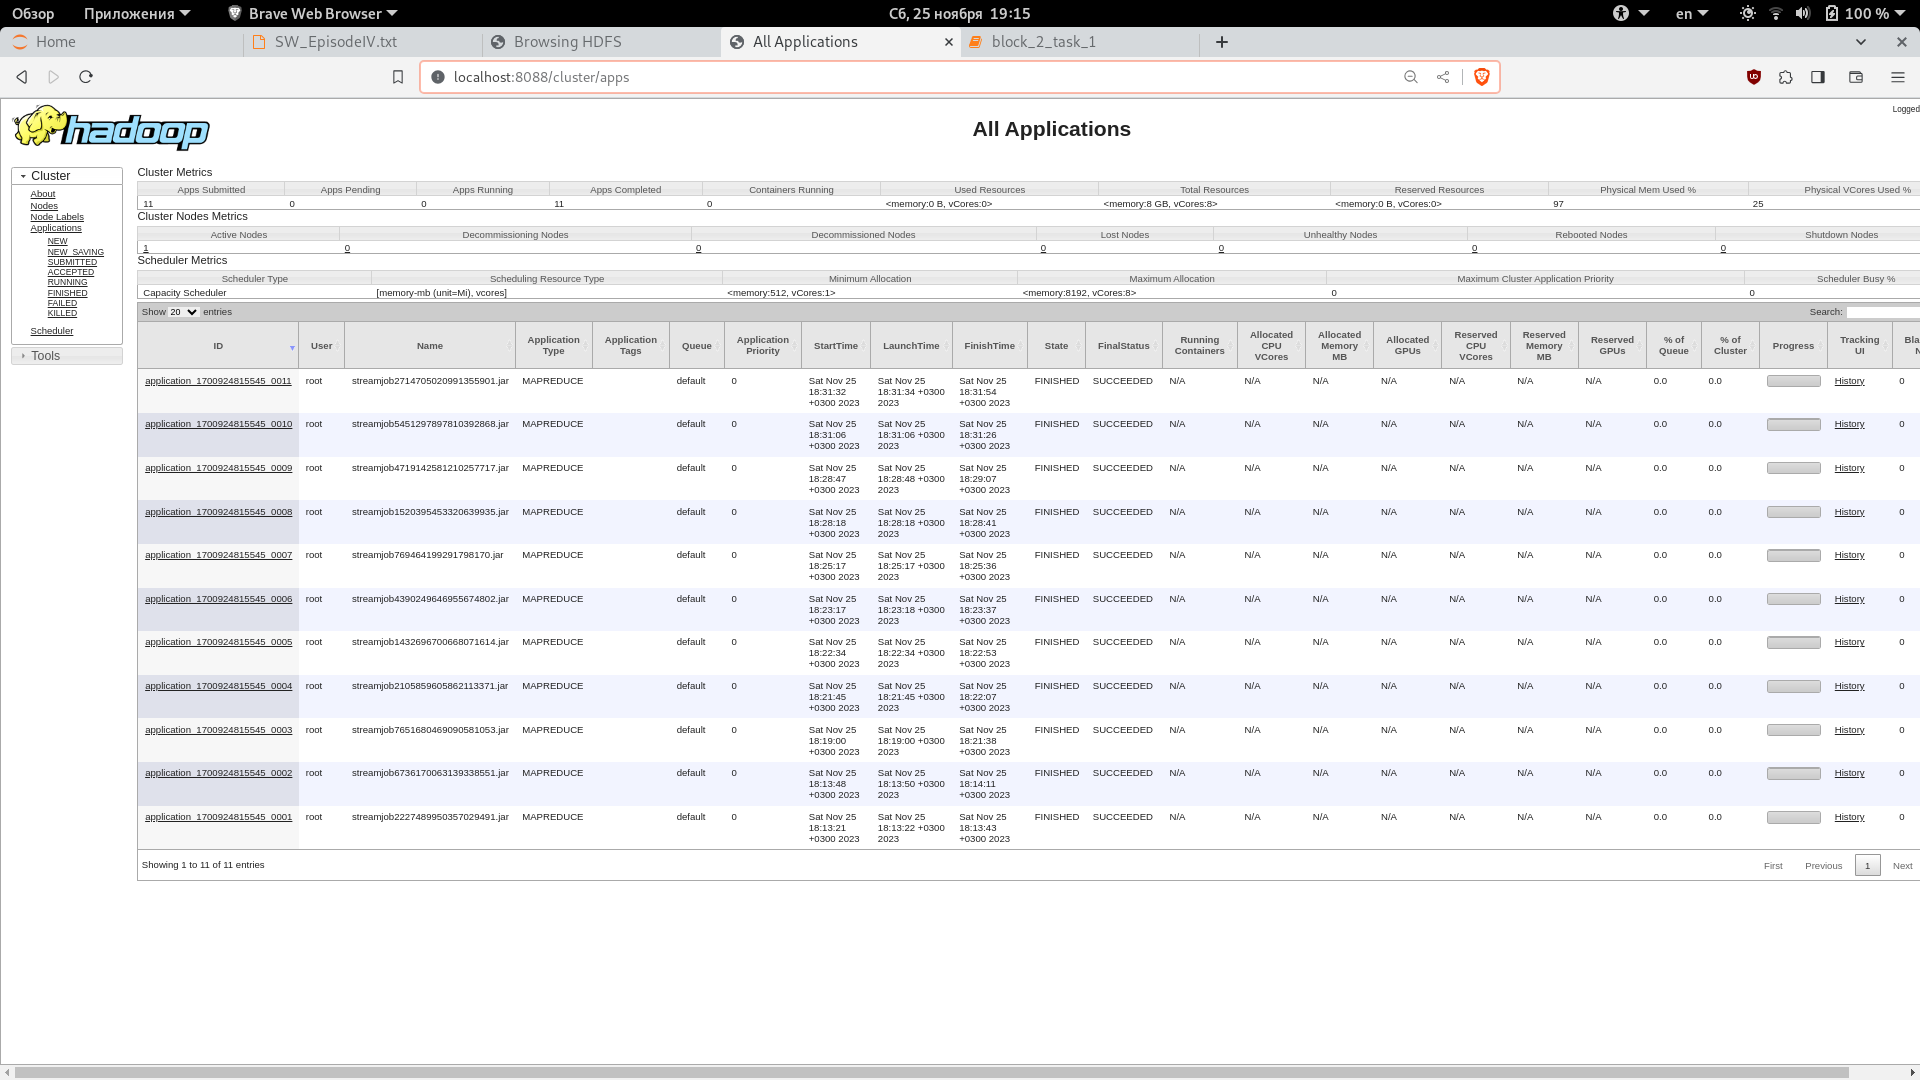 Обзор Приложения Brave Web Browser Сб, 25 ноября 19:15 en 100 %
Home SW_EpisodeIV.txt Browsing HDFS All Applications block_2_task_1
localhost:8088/cluster/apps
hadoop All Applications Logged
Cluster
About
Nodes
Node Labels
Applications
NEW
NEW_SAVING
SUBMITTED
ACCEPTED
RUNNING
FINISHED
FAILED
KILLED
Scheduler
Tools
Cluster Metrics
Apps Submitted Apps Pending Apps Running Apps Completed Containers Running Used Resources Total Resources Reserved Resources Physical Mem Used % Physical VCores Used %
11 0 0 11 0 <memory:0 B, vCores:0> <memory:8 GB, vCores:8> <memory:0 B, vCores:0> 97 25
Cluster Nodes Metrics
Active Nodes Decommissioning Nodes Decommissioned Nodes Lost Nodes Unhealthy Nodes Rebooted Nodes Shutdown Nodes
1 0 0 0 0 0 0
Scheduler Metrics
Scheduler Type Scheduling Resource Type Minimum Allocation Maximum Allocation Maximum Cluster Application Priority Scheduler Busy %
Capacity Scheduler [memory-mb (unit=Mi), vcores] <memory:512, vCores:1> <memory:8192, vCores:8> 0 0
Show 20 entries Search:
ID User Name Application Type Application Tags Queue Application Priority StartTime LaunchTime FinishTime State FinalStatus Running Containers Allocated CPU VCores Allocated Memory MB Allocated GPUs Reserved CPU VCores Reserved Memory MB Reserved GPUs % of Queue % of Cluster Progress Tracking UI Bla N
application_1700924815545_0011 root streamjob2714705020991355901.jar MAPREDUCE default 0 Sat Nov 25 18:31:32 +0300 2023 Sat Nov 25 18:31:34 +0300 2023 Sat Nov 25 18:31:54 +0300 2023 FINISHED SUCCEEDED N/A N/A N/A N/A N/A N/A N/A 0.0 0.0 History 0
application_1700924815545_0010 root streamjob5451297897810392868.jar MAPREDUCE default 0 Sat Nov 25 18:31:06 +0300 2023 Sat Nov 25 18:31:06 +0300 2023 Sat Nov 25 18:31:26 +0300 2023 FINISHED SUCCEEDED N/A N/A N/A N/A N/A N/A N/A 0.0 0.0 History 0
application_1700924815545_0009 root streamjob4719142581210257717.jar MAPREDUCE default 0 Sat Nov 25 18:28:47 +0300 2023 Sat Nov 25 18:28:48 +0300 2023 Sat Nov 25 18:29:07 +0300 2023 FINISHED SUCCEEDED N/A N/A N/A N/A N/A N/A N/A 0.0 0.0 History 0
application_1700924815545_0008 root streamjob1520395453320639935.jar MAPREDUCE default 0 Sat Nov 25 18:28:18 +0300 2023 Sat Nov 25 18:28:18 +0300 2023 Sat Nov 25 18:28:41 +0300 2023 FINISHED SUCCEEDED N/A N/A N/A N/A N/A N/A N/A 0.0 0.0 History 0
application_1700924815545_0007 root streamjob769464199291798170.jar MAPREDUCE default 0 Sat Nov 25 18:25:17 +0300 2023 Sat Nov 25 18:25:17 +0300 2023 Sat Nov 25 18:25:36 +0300 2023 FINISHED SUCCEEDED N/A N/A N/A N/A N/A N/A N/A 0.0 0.0 History 0
application_1700924815545_0006 root streamjob4390249646955674802.jar MAPREDUCE default 0 Sat Nov 25 18:23:17 +0300 2023 Sat Nov 25 18:23:18 +0300 2023 Sat Nov 25 18:23:37 +0300 2023 FINISHED SUCCEEDED N/A N/A N/A N/A N/A N/A N/A 0.0 0.0 History 0
application_1700924815545_0005 root streamjob1432696700668071614.jar MAPREDUCE default 0 Sat Nov 25 18:22:34 +0300 2023 Sat Nov 25 18:22:34 +0300 2023 Sat Nov 25 18:22:53 +0300 2023 FINISHED SUCCEEDED N/A N/A N/A N/A N/A N/A N/A 0.0 0.0 History 0
application_1700924815545_0004 root streamjob2105859605862113371.jar MAPREDUCE default 0 Sat Nov 25 18:21:45 +0300 2023 Sat Nov 25 18:21:45 +0300 2023 Sat Nov 25 18:22:07 +0300 2023 FINISHED SUCCEEDED N/A N/A N/A N/A N/A N/A N/A 0.0 0.0 History 0
application_1700924815545_0003 root streamjob7651680469090581053.jar MAPREDUCE default 0 Sat Nov 25 18:19:00 +0300 2023 Sat Nov 25 18:19:00 +0300 2023 Sat Nov 25 18:21:38 +0300 2023 FINISHED SUCCEEDED N/A N/A N/A N/A N/A N/A N/A 0.0 0.0 History 0
application_1700924815545_0002 root streamjob6736170063139338551.jar MAPREDUCE default 0 Sat Nov 25 18:13:48 +0300 2023 Sat Nov 25 18:13:50 +0300 2023 Sat Nov 25 18:14:11 +0300 2023 FINISHED SUCCEEDED N/A N/A N/A N/A N/A N/A N/A 0.0 0.0 History 0
application_1700924815545_0001 root streamjob2227489950357029491.jar MAPREDUCE default 0 Sat Nov 25 18:13:21 +0300 2023 Sat Nov 25 18:13:22 +0300 2023 Sat Nov 25 18:13:43 +0300 2023 FINISHED SUCCEEDED N/A N/A N/A N/A N/A N/A N/A 0.0 0.0 History 0
Showing 1 to 11 of 11 entries First Previous 1 Next